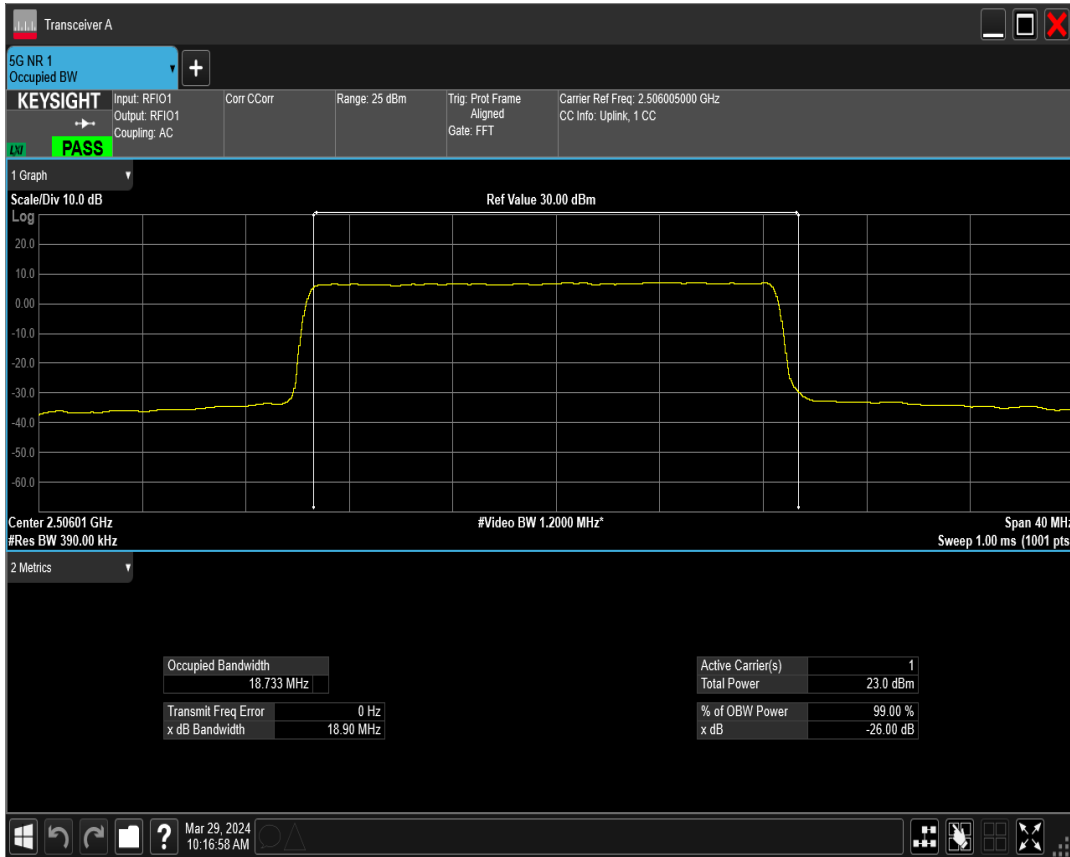 Transceiver A
5G NR 1
Occupied BW
+
KEYSIGHT
LXI
PASS
Input: RFIO1
Output: RFIO1
Coupling: AC
Corr CCorr
Range: 25 dBm
Trig: Prot Frame
Aligned
Gate: FFT
Carrier Ref Freq: 2.506005000 GHz
CC Info: Uplink, 1 CC
1 Graph
Scale/Div 10.0 dB
Ref Value 30.00 dBm
Log
20.0
10.0
0.00
-10.0
-20.0
-30.0
-40.0
-50.0
-60.0
Center 2.50601 GHz
#Video BW 1.2000 MHz*
Span 40 MHz
#Res BW 390.00 kHz
Sweep 1.00 ms (1001 pts
2 Metrics
Occupied Bandwidth
18.733 MHz
Transmit Freq Error 0 Hz
x dB Bandwidth 18.90 MHz
Active Carrier(s) 1
Total Power 23.0 dBm
% of OBW Power 99.00 %
x dB -26.00 dB
?
Mar 29, 2024
10:16:58 AM